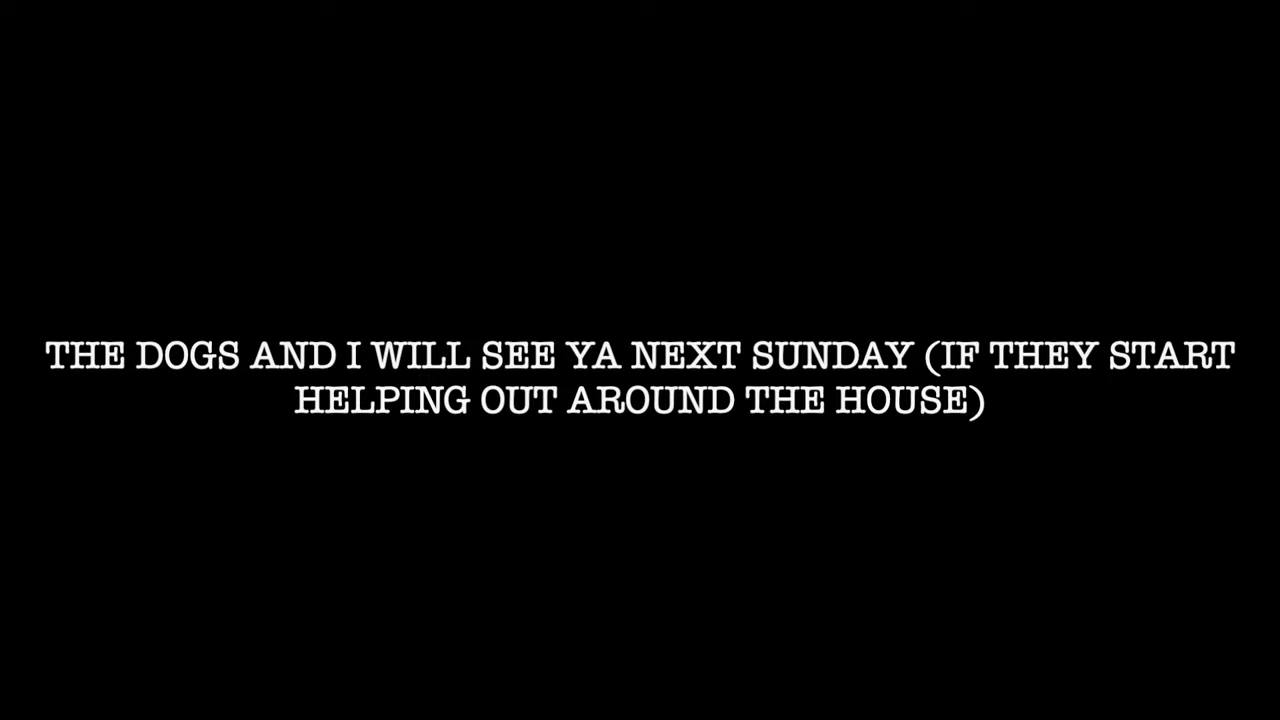 THE DOGS AND I WILL SEE YA NEXT SUNDAY (IF THEY START
HELPING OUT AROUND THE HOUSE)